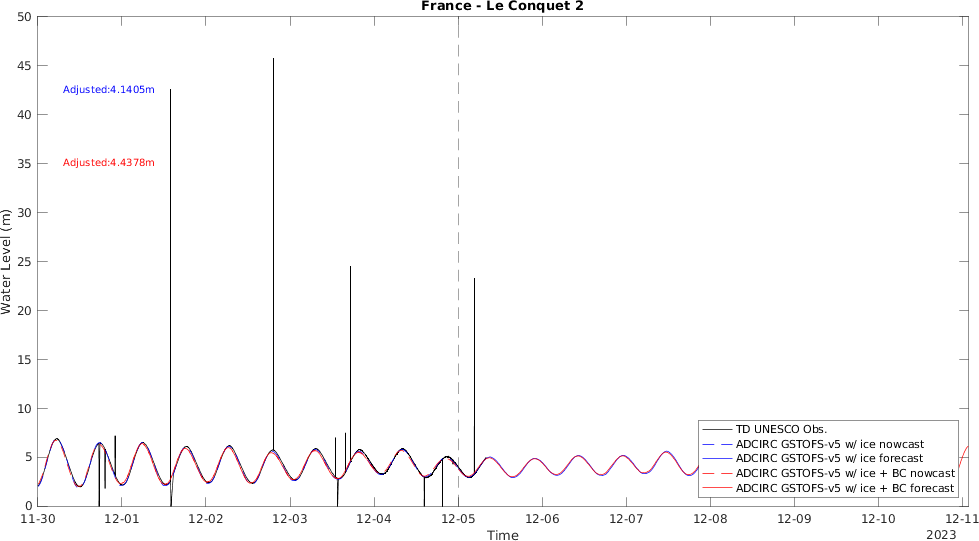 France - Le Conquet 2
50
45
40
35
30
25
20
15
10
5
0
Water Level (m)
Adjusted:4.1405m
Adjusted:4.4378m
TD UNESCO Obs.
ADCIRC GSTOFS-v5 w/ ice nowcast
ADCIRC GSTOFS-v5 w/ ice forecast
ADCIRC GSTOFS-v5 w/ ice + BC nowcast
ADCIRC GSTOFS-v5 w/ ice + BC forecast
11-30 12-01 12-02 12-03 12-04 12-05 12-06 12-07 12-08 12-09 12-10 12-11
Time
2023